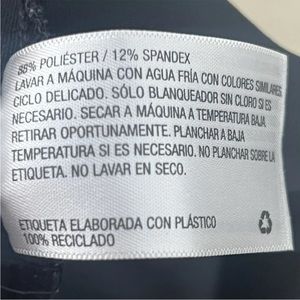 88% POLIÉSTER / 12% SPANDEX
LAVAR A MÁQUINA CON AGUA FRÍA CON COLORES SIMILARES
CICLO DELICADO. SÓLO BLANQUEADOR SIN CLORO SI ES
NECESARIO. SECAR A MÁQUINA A TEMPERATURA BAJA
RETIRAR OPORTUNAMENTE. PLANCHAR A BAJA
TEMPERATURA SI ES NECESARIO. NO PLANCHAR SOBRE LA
ETIQUETA. NO LAVAR EN SECO.
ETIQUETA ELABORADA CON PLÁSTICO
100% RECICLADO